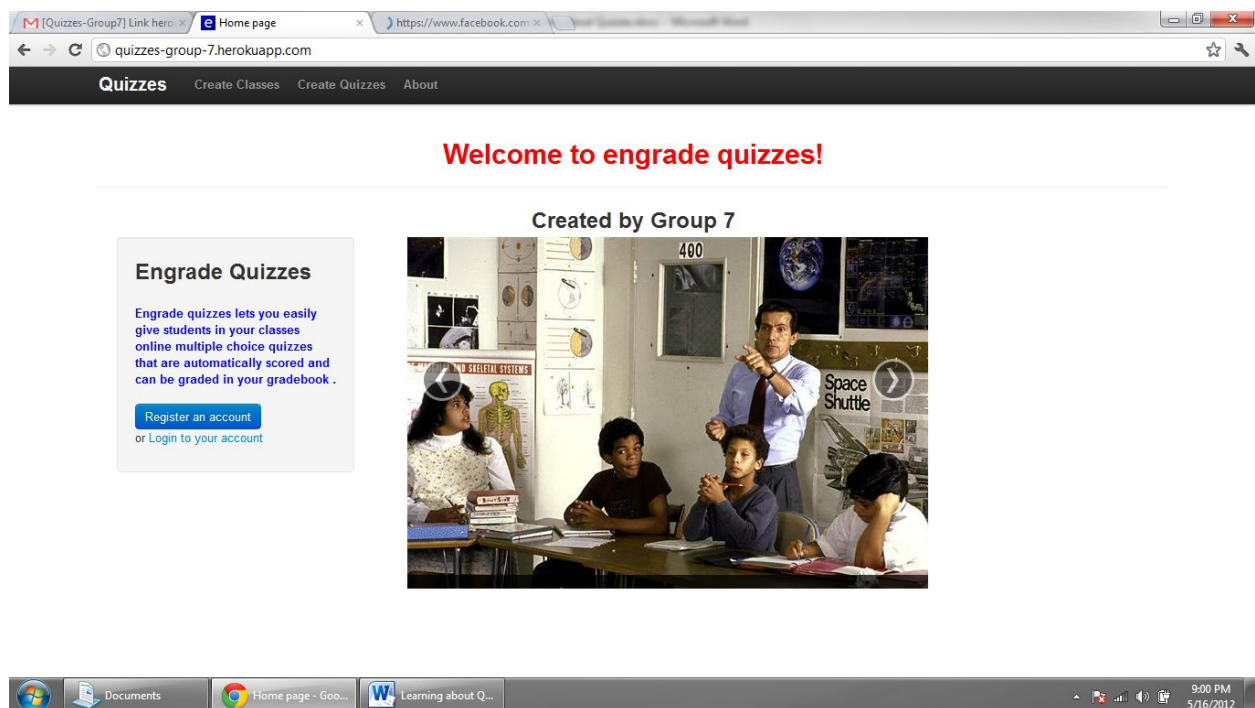 [Quizzes-Group7] Link hero
Home page
https://www.facebook.com
quizzes-group-7.herokuapp.com
Quizzes
Create Classes
Create Quizzes
About
Welcome to engrade quizzes!
Created by Group 7
Engrade Quizzes
Engrade quizzes lets you easily
give students in your classes
online multiple choice quizzes
that are automatically scored and
can be graded in your gradebook .
Register an account
or Login to your account
400
SKELETAL SYSTEMS
Space
Shuttle
Documents
Home page - Goo...
Learning about Q...
9:00 PM
5/16/2012